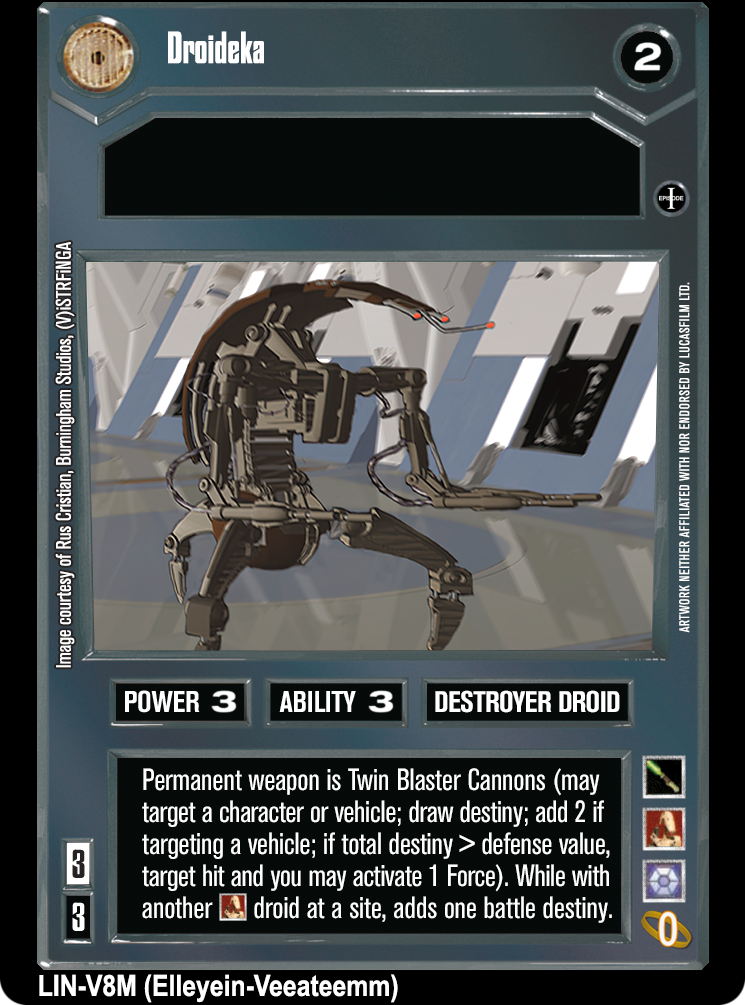 Droideka
2
EPISODE
I
Image courtesy of Rus Cristian, Burningham Studios, (V)iSTRFiNGA
ARTWORK NEITHER AFFILIATED WITH NOR ENDORSED BY LUCASFILM LTD.
POWER 3
ABILITY 3
DESTROYER DROID
Permanent weapon is Twin Blaster Cannons (may
target a character or vehicle; draw destiny; add 2 if
targeting a vehicle; if total destiny > defense value,
target hit and you may activate 1 Force). While with
another droid at a site, adds one battle destiny.
3
3
0
LIN-V8M (Elleyein-Veeateemm)